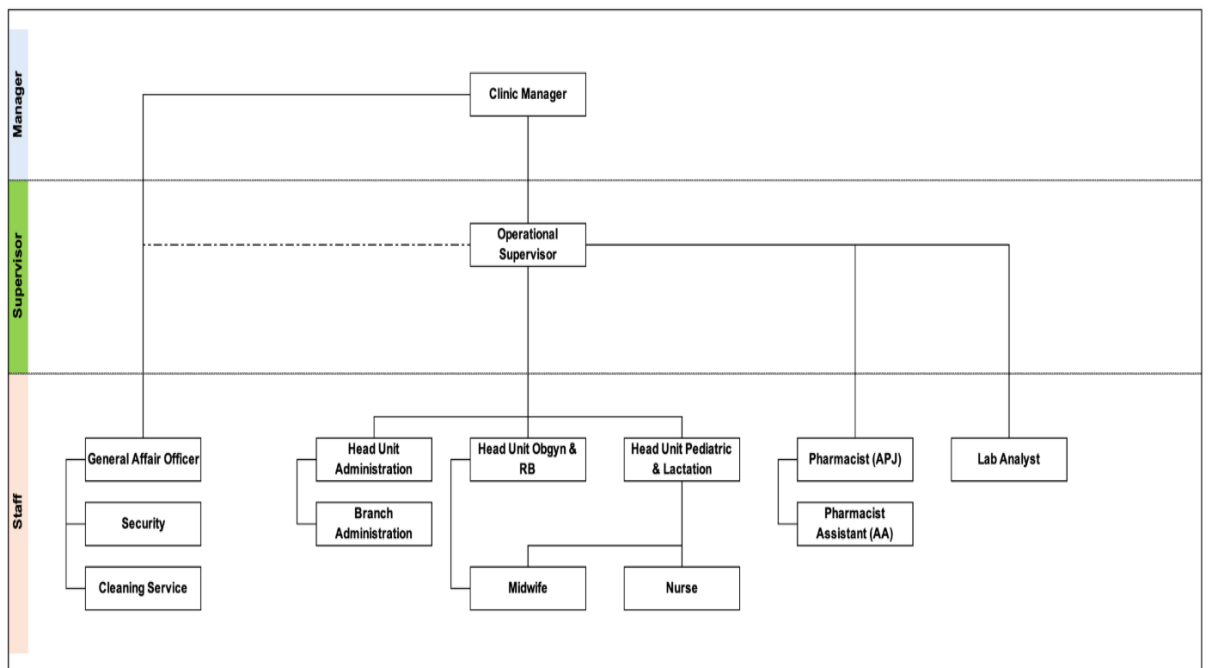 Manager
Clinic Manager
Supervisor
Operational
Supervisor
Staff
General Affair Officer
Security
Cleaning Service
Head Unit
Administration
Branch
Administration
Head Unit Obgyn &
RB
Midwife
Head Unit Pediatric
& Lactation
Nurse
Pharmacist (APJ)
Pharmacist
Assistant (AA)
Lab Analyst